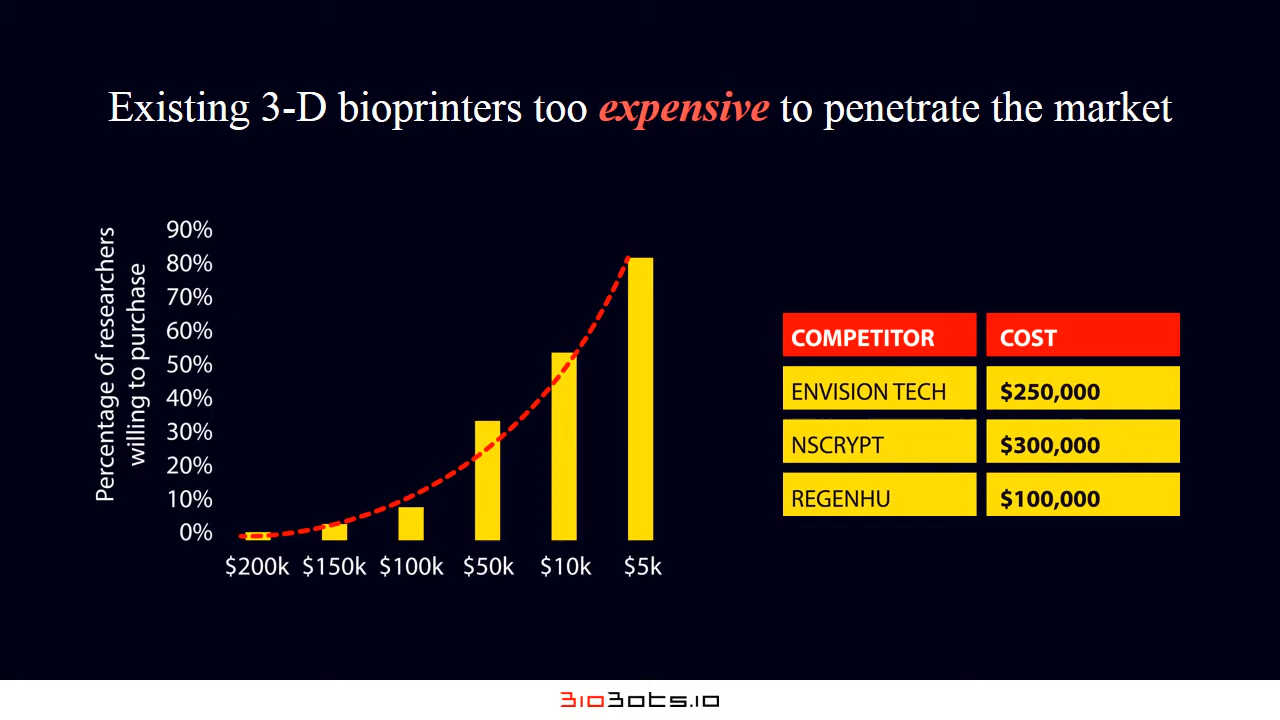 Existing 3-D bioprinters too expensive to penetrate the market
Percentage of researchers
willing to purchase
90%
80%
70%
60%
50%
40%
30%
20%
10%
0%
$200k $150k $100k $50k $10k $5k
COMPETITOR COST
ENVISION TECH $250,000
NSCRYPT $300,000
REGENHU $100,000
BioBots.io